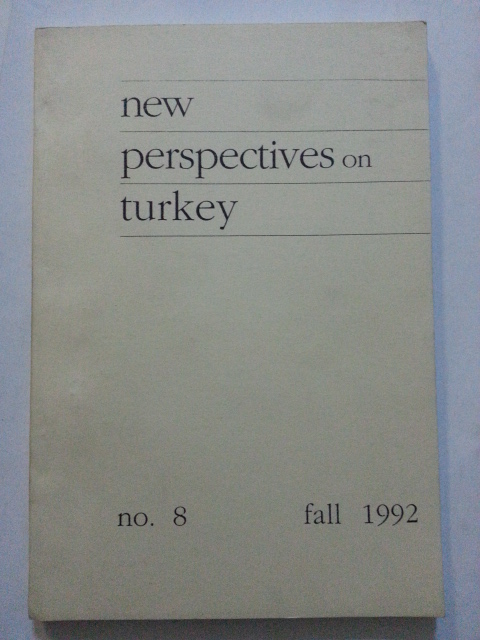 new
perspectives on
turkey
no. 8 fall 1992